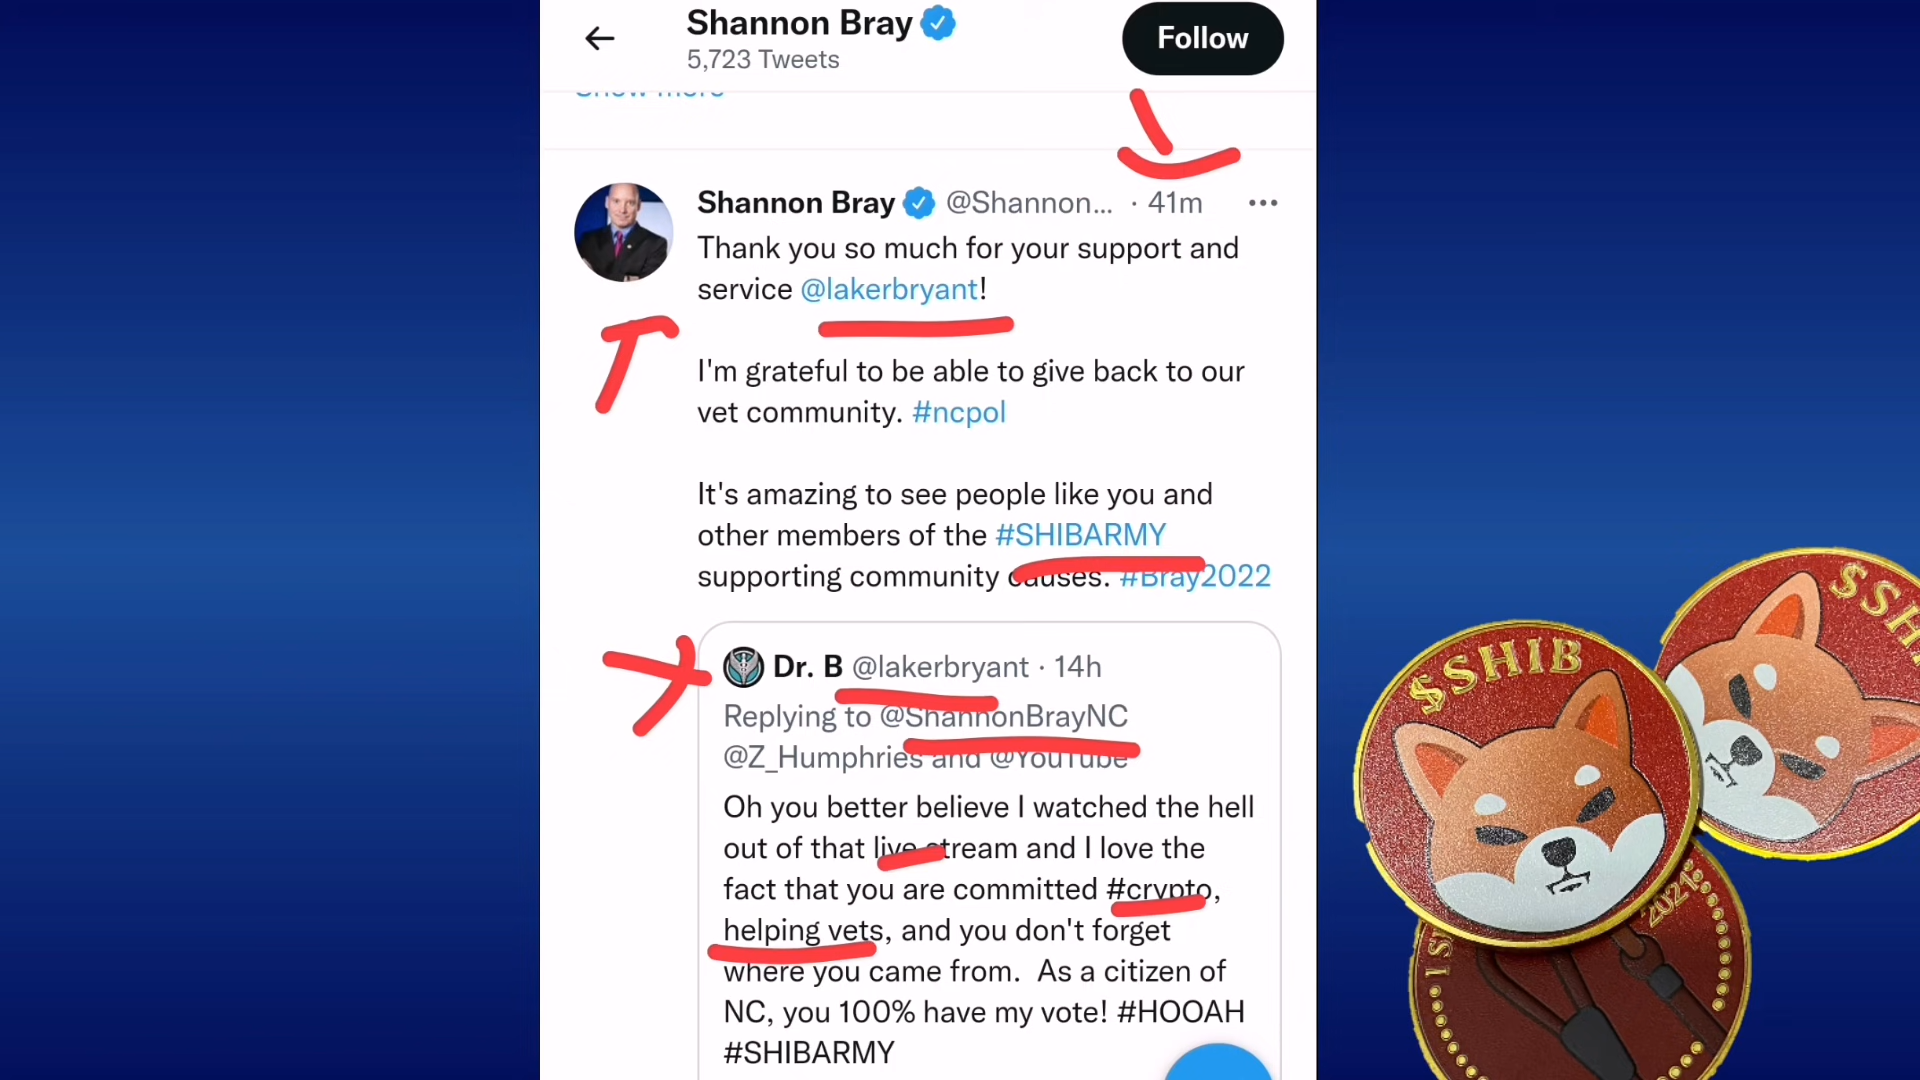 Shannon Bray
5,723 Tweets
Follow
Show more
Shannon Bray @Shannon... · 41m
Thank you so much for your support and
service @lakerbryant!
I'm grateful to be able to give back to our
vet community. #ncpol
It's amazing to see people like you and
other members of the #SHIBARMY
supporting community causes. #Bray2022
Dr. B @lakerbryant · 14h
Replying to @ShannonBrayNC
@Z_Humphries and @YouTube
Oh you better believe I watched the hell
out of that live stream and I love the
fact that you are committed #crypto,
helping vets, and you don't forget
where you came from. As a citizen of
NC, you 100% have my vote! #HOOAH
#SHIBARMY
$SHIB
$SH
2021